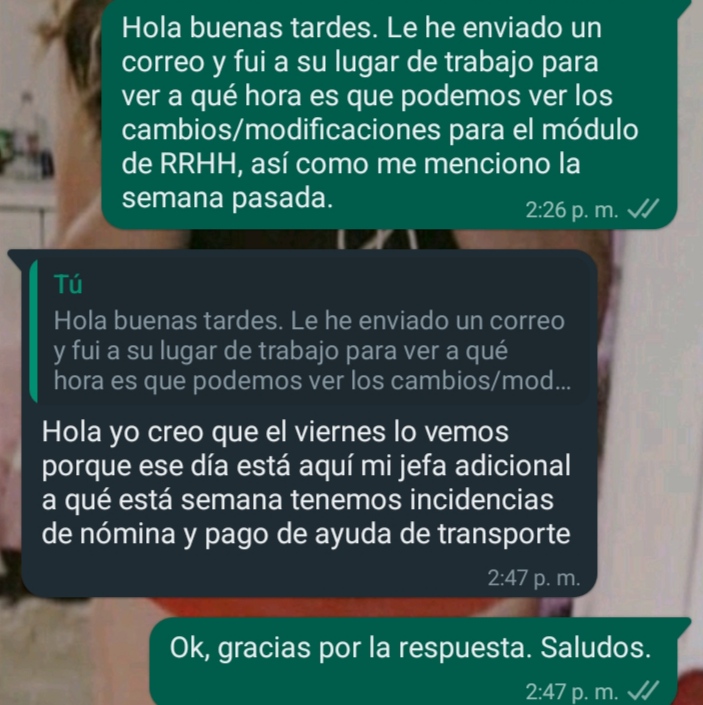 Hola buenas tardes. Le he enviado un
correo y fui a su lugar de trabajo para
ver a qué hora es que podemos ver los
cambios/modificaciones para el módulo
de RRHH, así como me menciono la
semana pasada.
2:26 p. m.
Tú
Hola buenas tardes. Le he enviado un correo
y fui a su lugar de trabajo para ver a qué
hora es que podemos ver los cambios/mod...
Hola yo creo que el viernes lo vemos
porque ese día está aquí mi jefa adicional
a qué está semana tenemos incidencias
de nómina y pago de ayuda de transporte
2:47 p. m.
Ok, gracias por la respuesta. Saludos.
2:47 p. m.